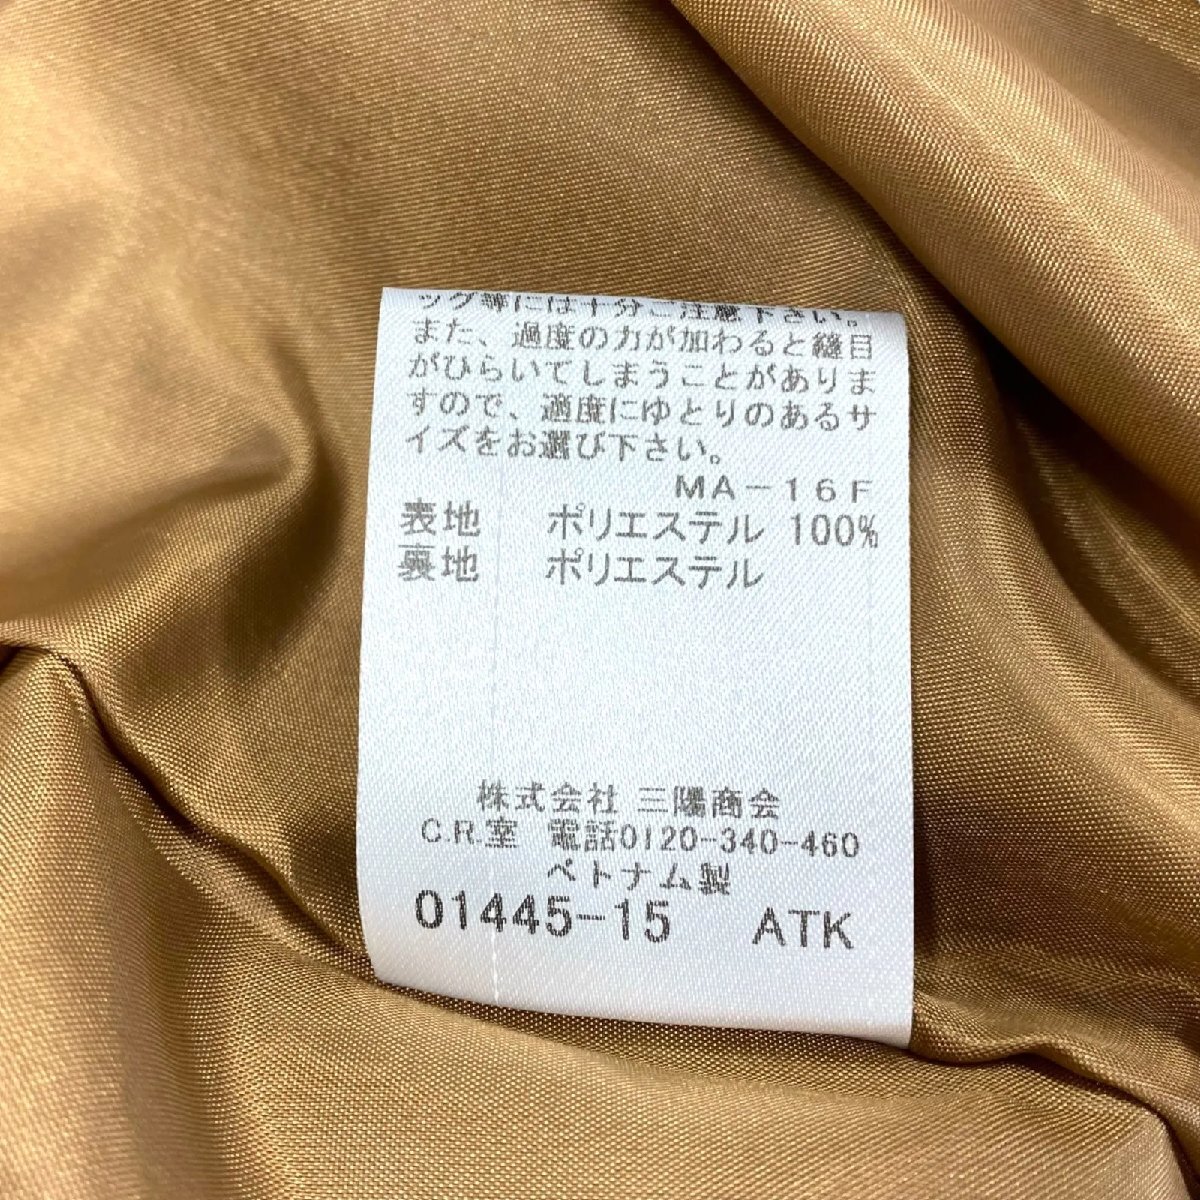 ック等には十分ご注意下さい。
また、過度の力が加わると縫目
がひらいてしまうことがありま
すので、適度にゆとりのあるサ
イズをお選び下さい。
MA-16F
表地 ポリエステル 100%
裏地 ポリエステル
株式会社 三陽商会
C.R.室 電話0120-340-460
ベトナム製
01445-15 ATK